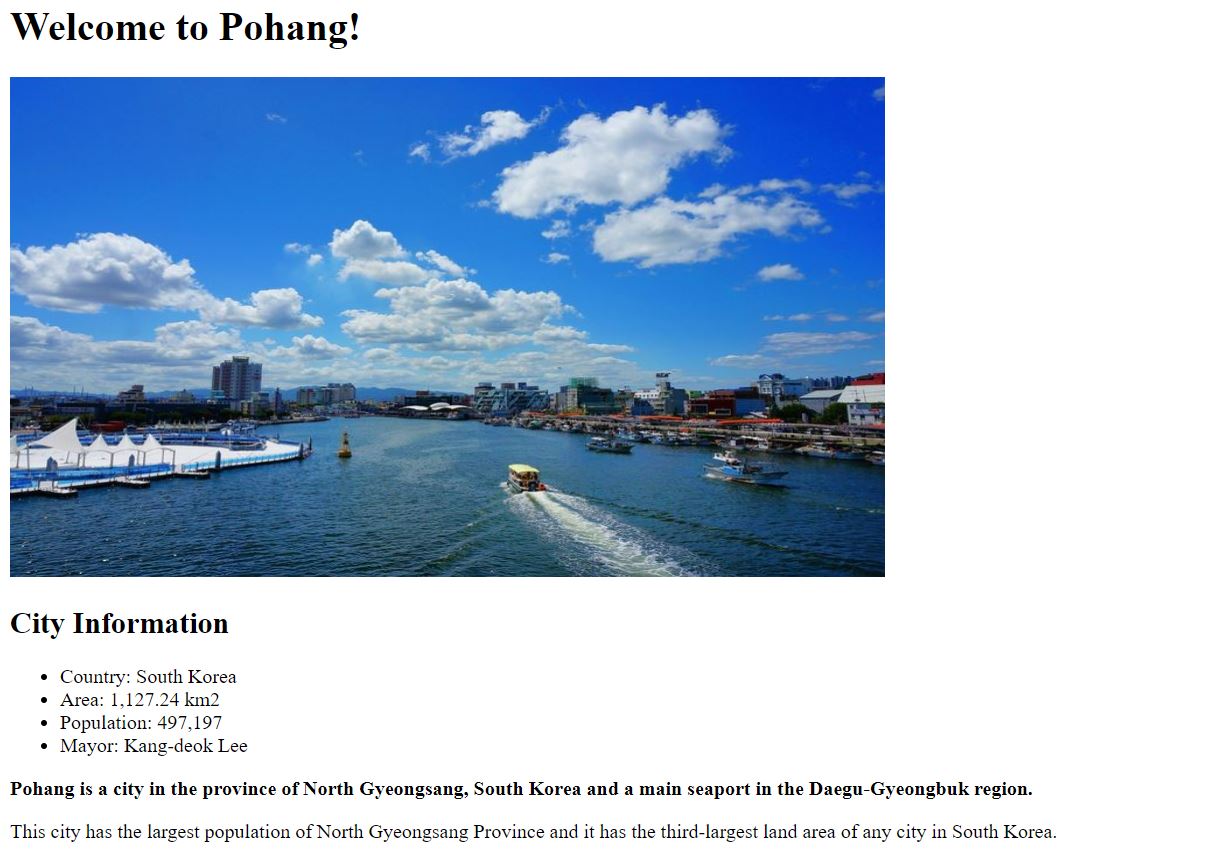 Welcome to Pohang!
City Information
Country: South Korea
Area: 1,127.24 km2
Population: 497,197
Mayor: Kang-deok Lee
Pohang is a city in the province of North Gyeongsang, South Korea and a main seaport in the Daegu-Gyeongbuk region.
This city has the largest population of North Gyeongsang Province and it has the third-largest land area of any city in South Korea.